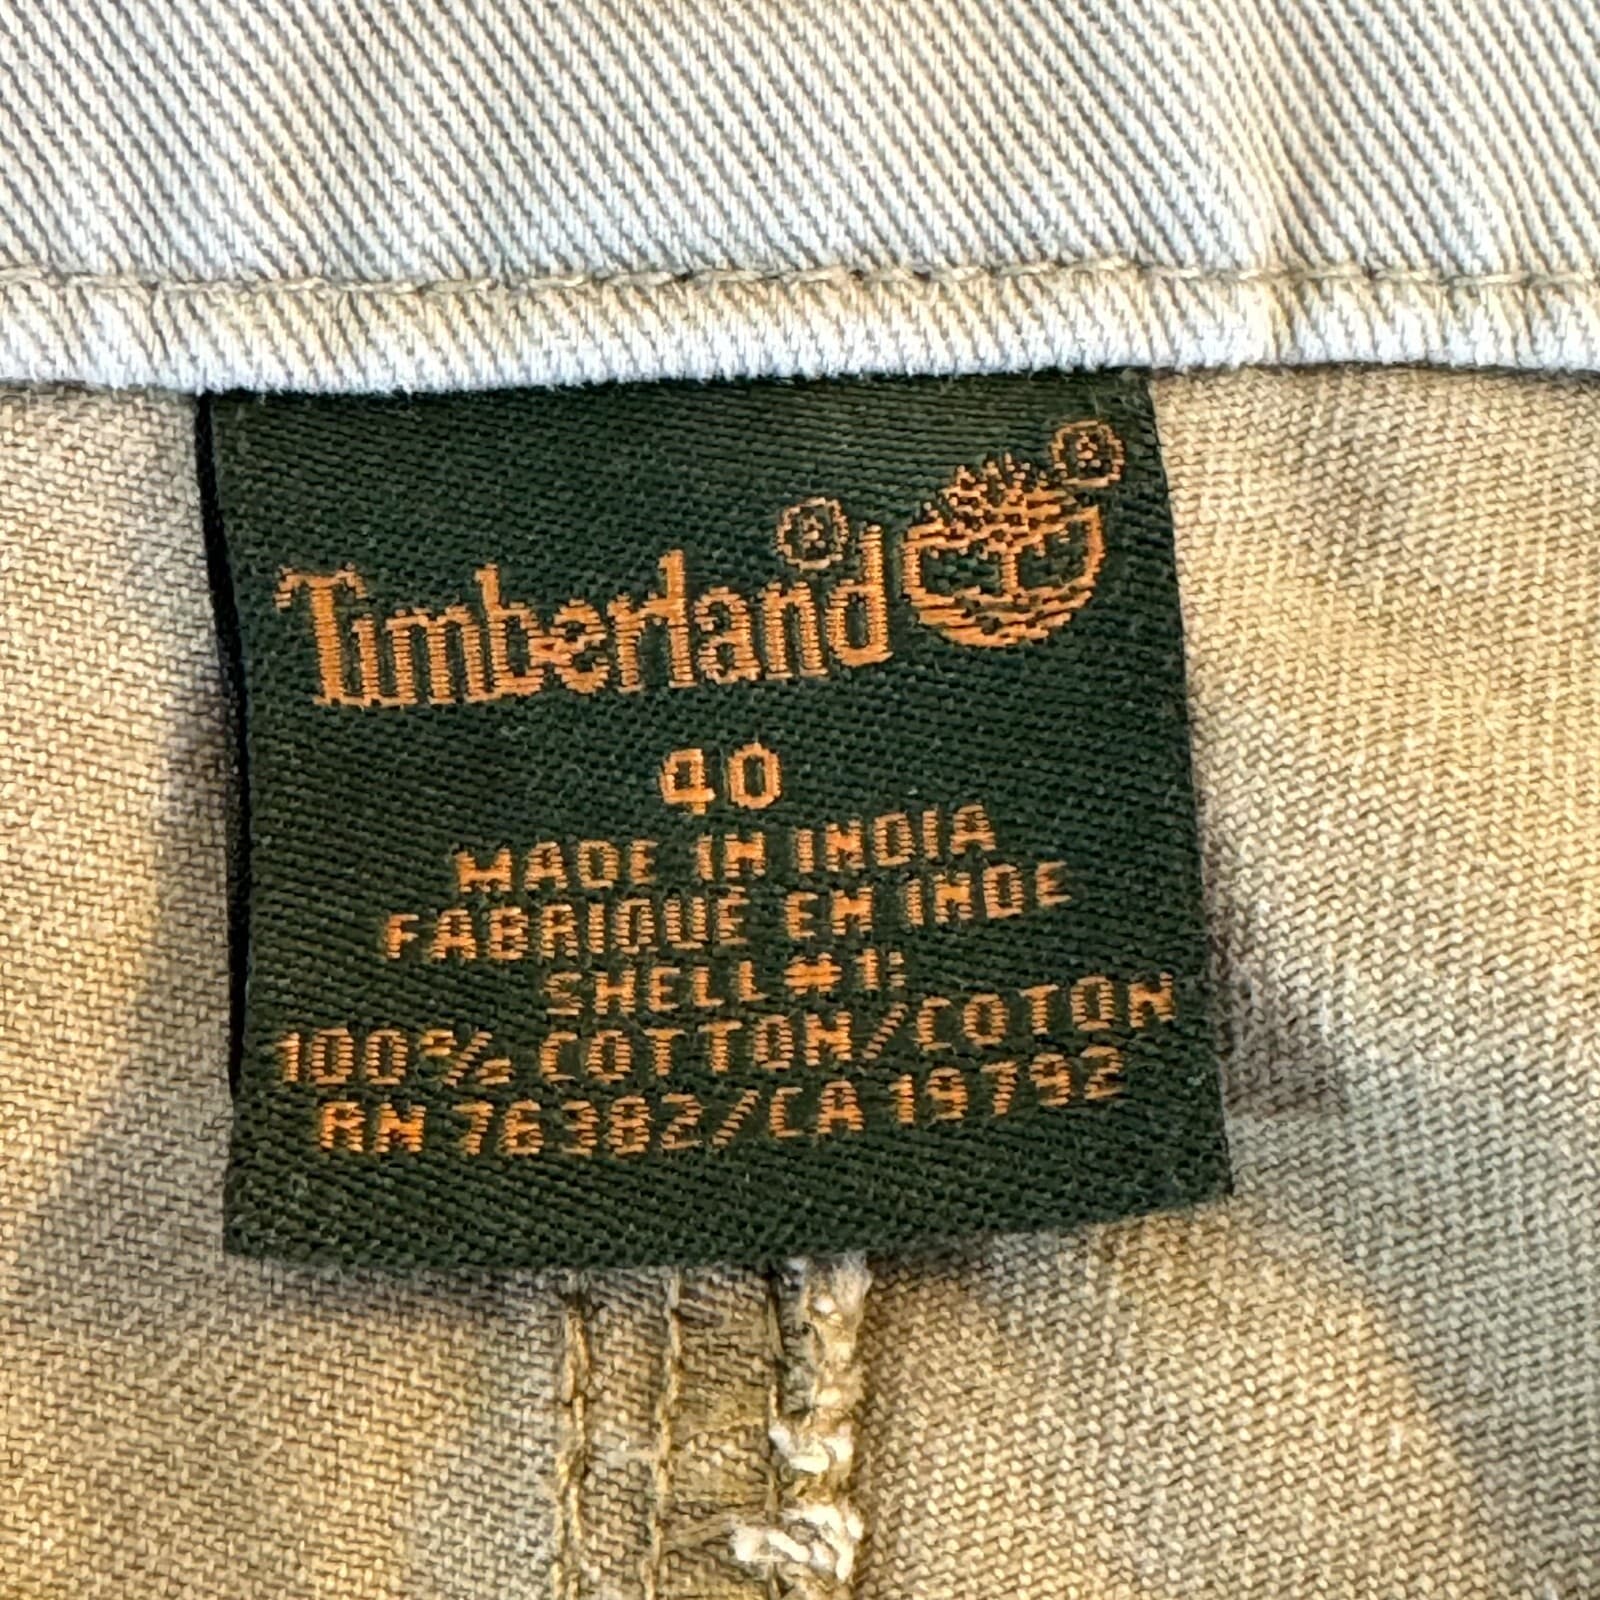 Timberland® ®
40
MADE IN INDIA
FABRIQUÉ EN INDE
SHELL #1:
100% COTTON/COTON
RN 76382/CA 19792